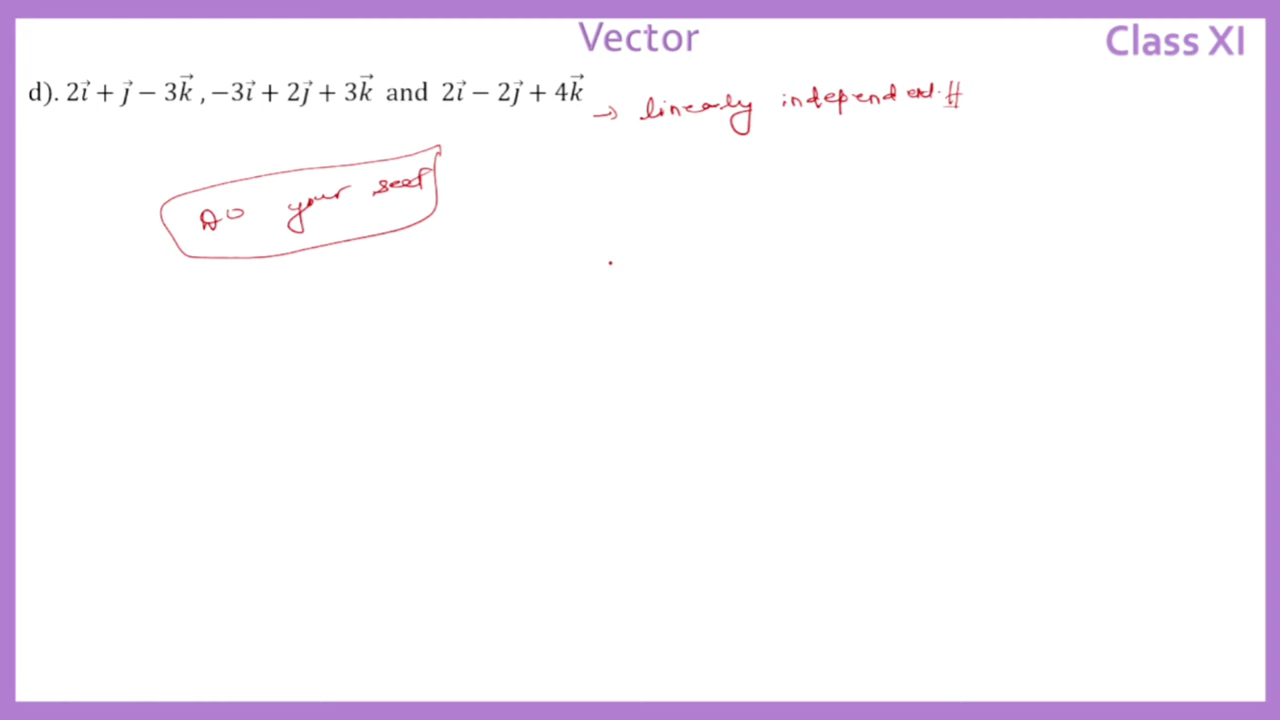 Vector
Class XI
d). 2i⃗ + j⃗ − 3k⃗ , −3i⃗ + 2j⃗ + 3k⃗ and 2i⃗ − 2j⃗ + 4k⃗ → linearly independent.
Do your self